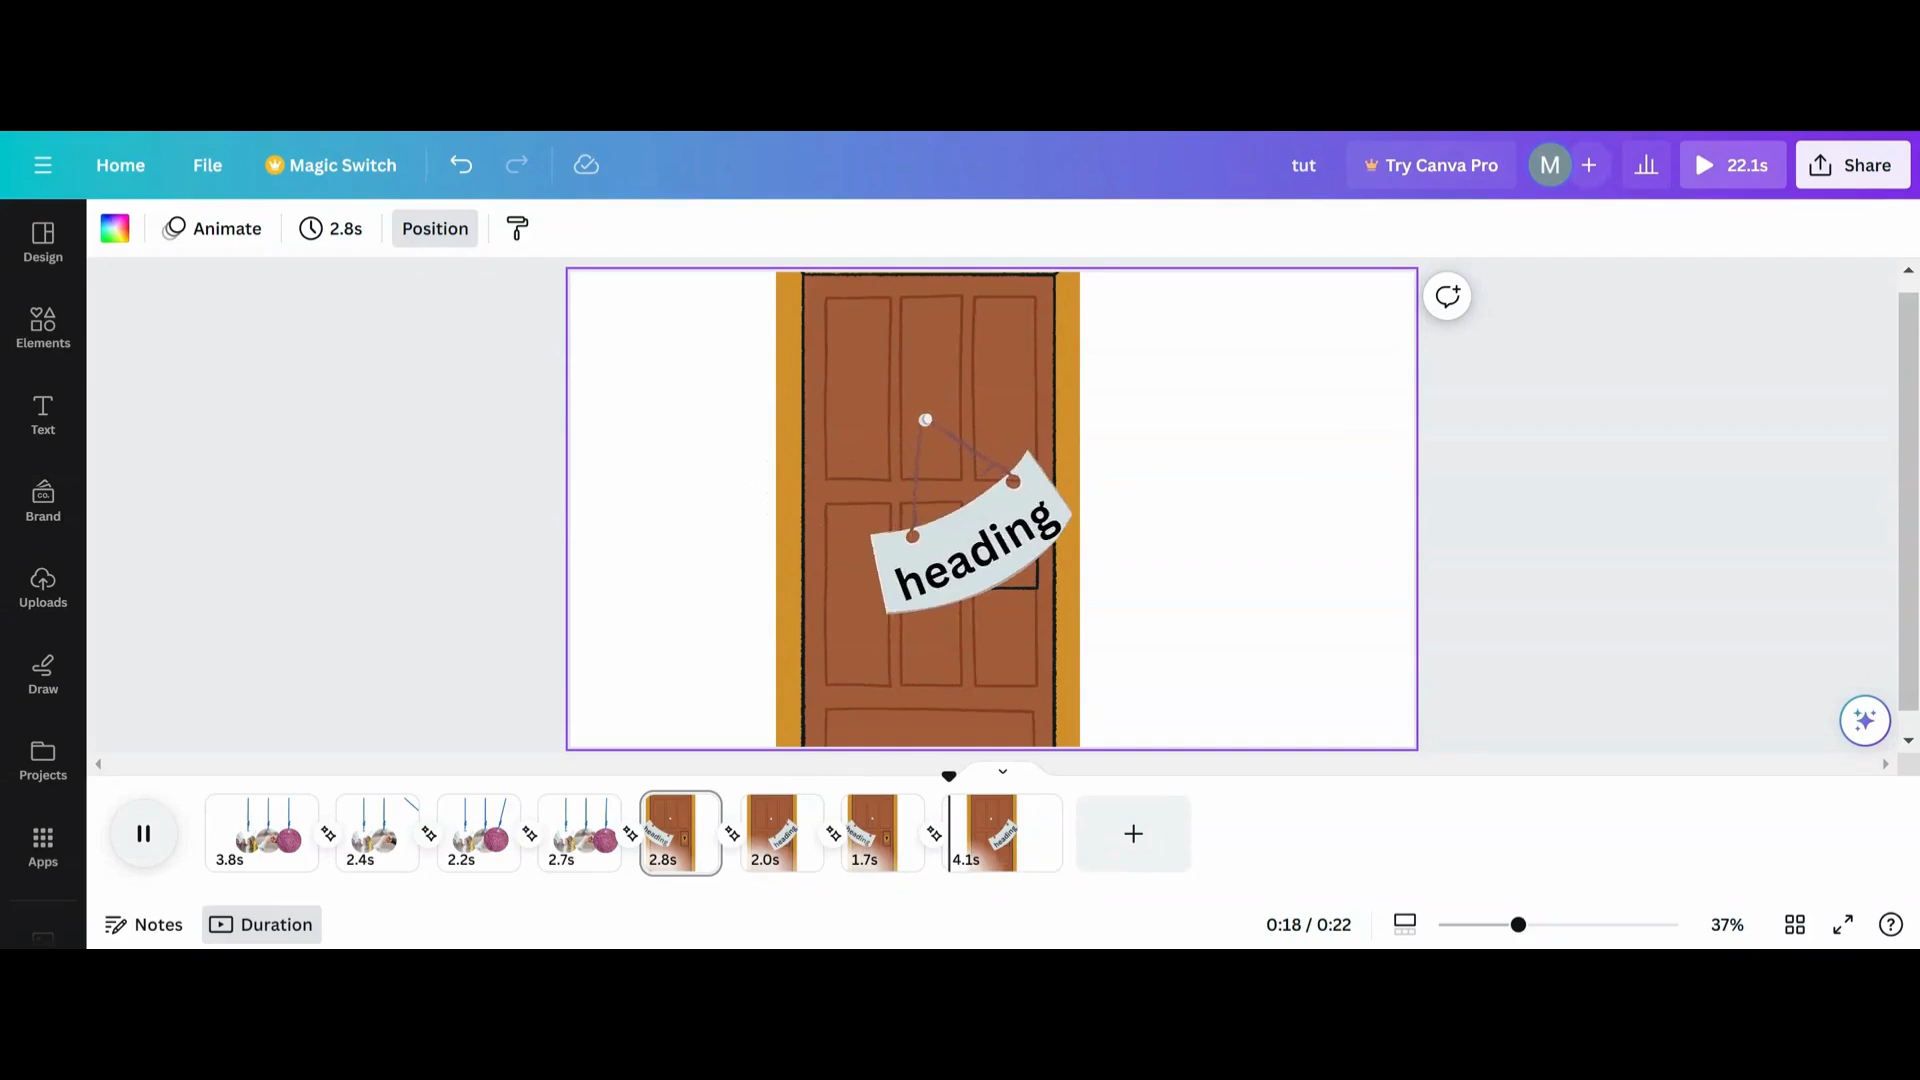 Home File Magic Switch tut Try Canva Pro M 22.1s Share
Animate 2.8s Position
Design
Elements
Text
CO.
Brand
Uploads
Draw
Projects
Apps
heading
3.8s 2.4s 2.2s 2.7s 2.8s 2.0s 1.7s 4.1s
Notes Duration 0:18 / 0:22 37%